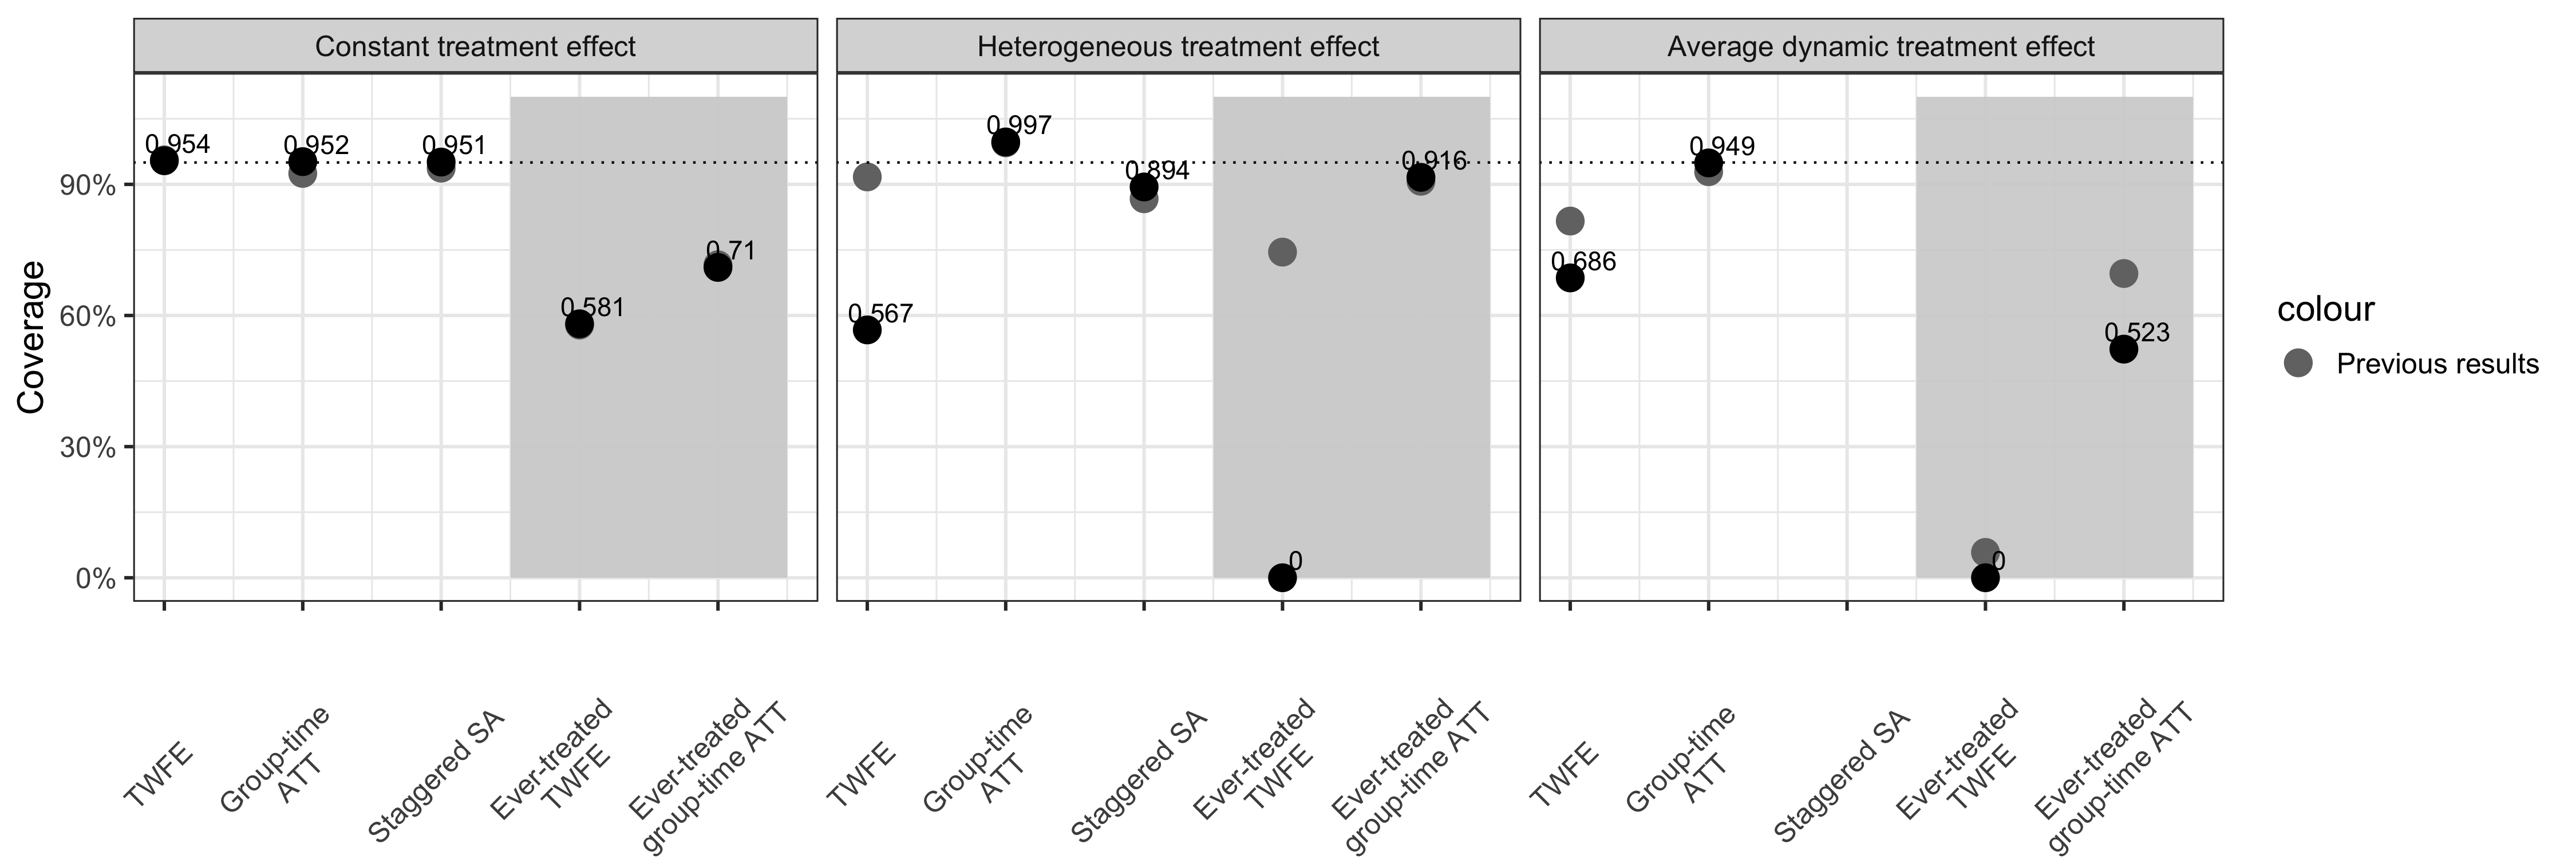 Constant treatment effect
Heterogeneous treatment effect
Average dynamic treatment effect
Coverage
90%
60%
30%
0%
0.954
0.952
0.951
0.581
0.71
0.567
0.997
0.894
0
0.916
0.686
0.949
0
0.523
TWFE
Group-time
ATT
Staggered SA
Ever-treated
TWFE
Ever-treated
group-time ATT
TWFE
Group-time
ATT
Staggered SA
Ever-treated
TWFE
Ever-treated
group-time ATT
TWFE
Group-time
ATT
Staggered SA
Ever-treated
TWFE
Ever-treated
group-time ATT
colour
Previous results